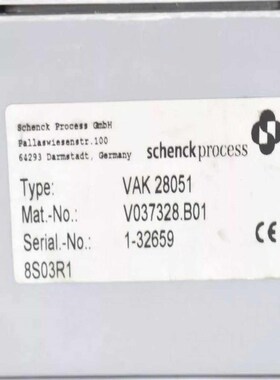 Schenck Process GmbH
Pallaswiesenstr.100
64293 Darmstadt, Germany
schenckprocess
Type: VAK 28051
Mat.-No.: V037328.B01
Serial.-No.: 1-32659
8S03R1
CE